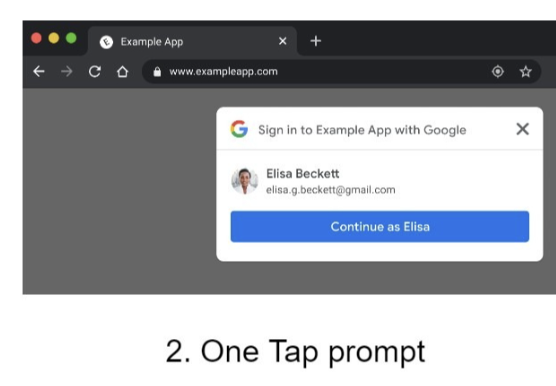 Example App
www.exampleapp.com
Sign in to Example App with Google
Elisa Beckett
elisa.g.beckett@gmail.com
Continue as Elisa
2. One Tap prompt